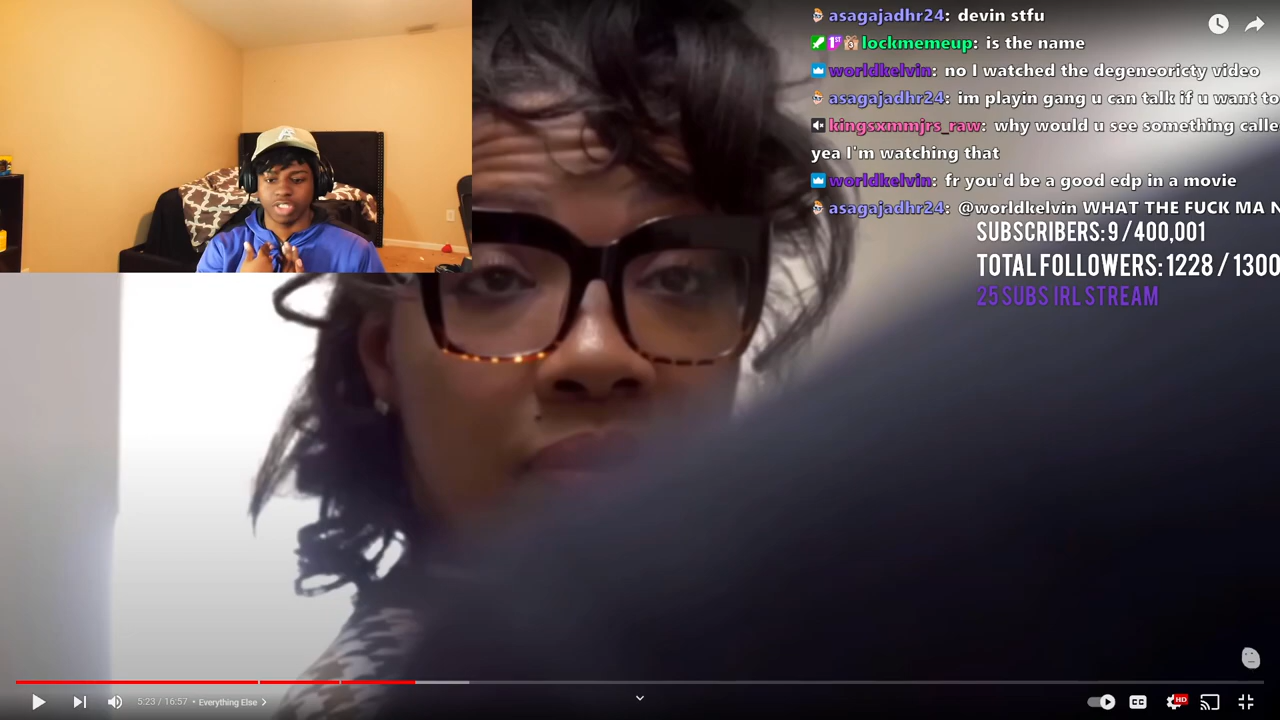 asagajadhr24: devin stfu
1ST lockmemeup: is the name
worldkelvin: no I watched the degeneoricty video
asagajadhr24: im playin gang u can talk if u want to
kingsxmmjrs_raw: why would u see something calle
yea I'm watching that
worldkelvin: fr you'd be a good edp in a movie
asagajadhr24: @worldkelvin WHAT THE FUCK MA N
SUBSCRIBERS: 9 / 400,001
TOTAL FOLLOWERS: 1228 / 1300
25 SUBS IRL STREAM
5:23 / 16:57 • Everything Else >
CC
HD